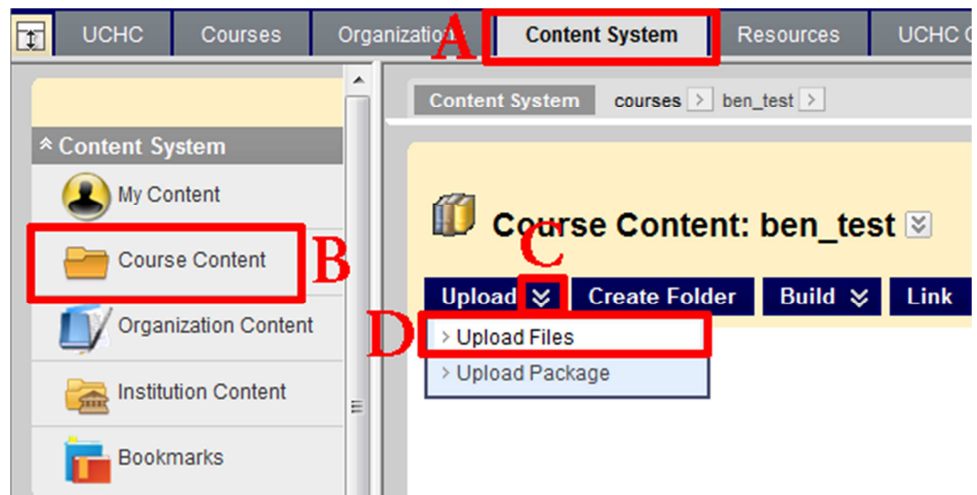 UCHC Courses Organizations Content System Resources UCHC
A
Content System courses > ben_test >
Content System
My Content
Course Content: ben_test
Course Content
B
C
Upload Create Folder Build Link
D
> Upload Files
Organization Content
> Upload Package
Institution Content
Bookmarks